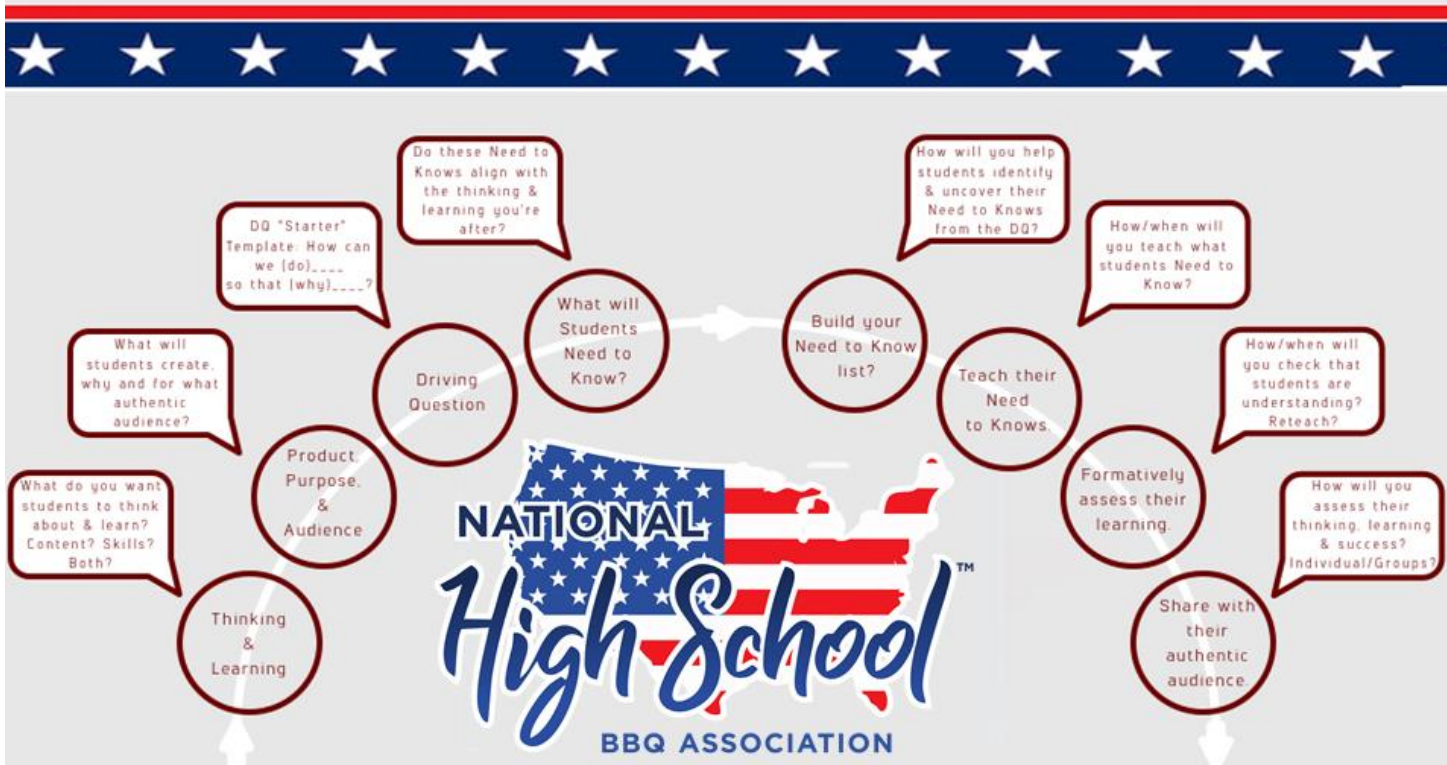 What do you want
students to think
about & learn?
Content? Skills?
Both?
Thinking
&
Learning
What will
students create,
why and for what
authentic
audience?
Product,
Purpose,
&
Audience
DQ "Starter"
Template: How can
we (do)____
so that (why)____?
Driving
Question
Do these Need to
Knows align with
the thinking &
learning you're
after?
What will
Students
Need to
Know?
How will you help
students identify
& uncover their
Need to Knows
from the DQ?
Build your
Need to Know
list?
How/when will
you teach what
students Need to
Know?
Teach their
Need
to Knows.
How/when will
you check that
students are
understanding?
Reteach?
Formatively
assess their
learning.
How will you
assess their
thinking, learning
& success?
Individual/Groups?
Share with
their
authentic
audience.
NATIONAL
High School™
BBQ ASSOCIATION